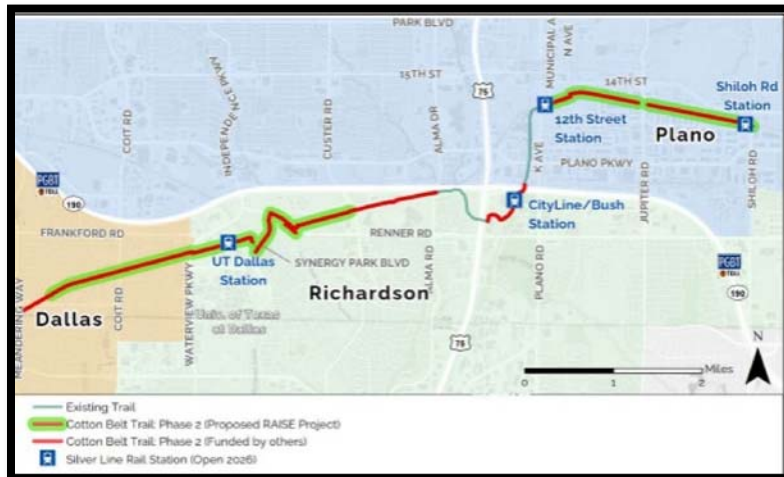 PARK BLVD
MUNICIPAL A
N AVE
15TH ST
14TH ST
75
INDEPENDENCE PKWY
COIT RD
CUSTER RD
ALMA DR
Shiloh Rd
Station
12th Street
Station
Plano
K AVE
PLANO PKWY
JUPITER RD
SHILOH RD
PGBT
TOLL
190
CityLine/Bush
Station
FRANKFORD RD
RENNER RD
UT Dallas
Station
SYNERGY PARK BLVD
ALMA RD
PLANO RD
PGBT
TOLL
190
Richardson
MEANDERING WAY
Dallas
COIT RD
WATERVIEW PKWY
Univ. of Texas
at Dallas
75
N
Miles
0
1
2
Existing Trail
Cotton Belt Trail: Phase 2 (Proposed RAISE Project)
Cotton Belt Trail: Phase 2 (Funded by others)
Silver Line Rail Station (Open 2026)